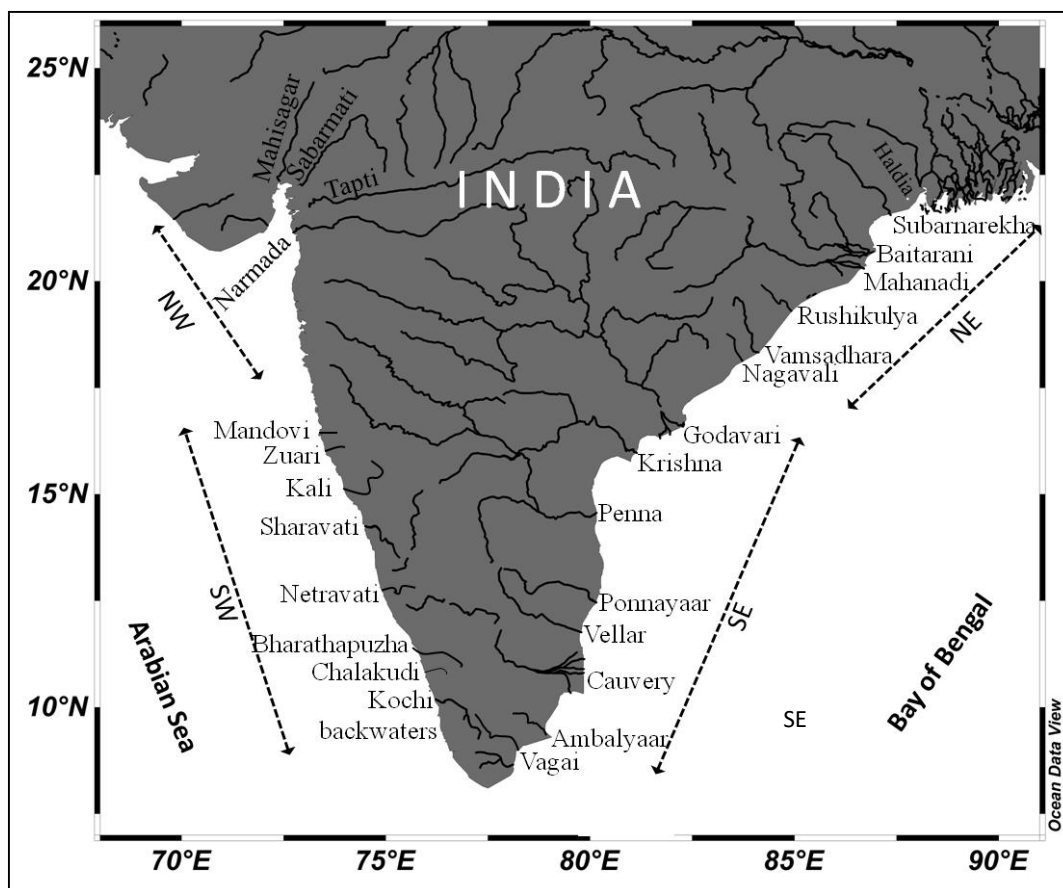 25°N
20°N
15°N
10°N
Mahisagar
Sabarmati
Tapti
Narmada
INDIA
Haldia
Subarnarekha
Baitarani
Mahanadi
Rushikulya
Vamsadhara
Nagavali
Godavari
Krishna
Penna
Ponnayaar
Vellar
Cauvery
Ambalyaar
Vagai
Mandovi
Zuari
Kali
Sharavati
Netravati
Bharathapuzha
Chalakudi
Kochi
backwaters
NW
SW
NE
SE
SE
Arabian Sea
Bay of Bengal
Ocean Data View
70°E
75°E
80°E
85°E
90°E